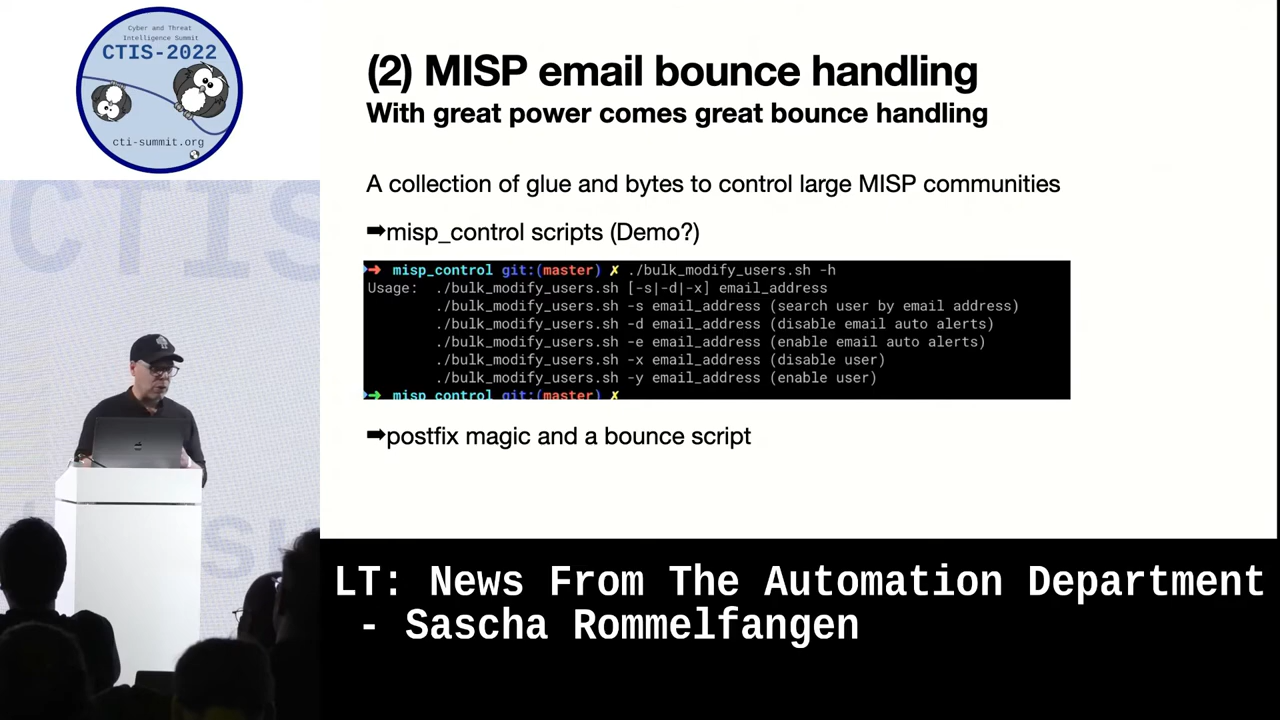 Cyber and Threat
Intelligence Summit
CTIS-2022
cti-summit.org
(2) MISP email bounce handling
With great power comes great bounce handling
A collection of glue and bytes to control large MISP communities
➡misp_control scripts (Demo?)
➜ misp_control git:(master) ✗ ./bulk_modify_users.sh -h
Usage: ./bulk_modify_users.sh [-s|-d|-x] email_address
./bulk_modify_users.sh -s email_address (search user by email address)
./bulk_modify_users.sh -d email_address (disable email auto alerts)
./bulk_modify_users.sh -e email_address (enable email auto alerts)
./bulk_modify_users.sh -x email_address (disable user)
./bulk_modify_users.sh -y email_address (enable user)
➜ misp_control git:(master) ✗
➡postfix magic and a bounce script
CTIS
su
LT: News From The Automation Department
- Sascha Rommelfangen